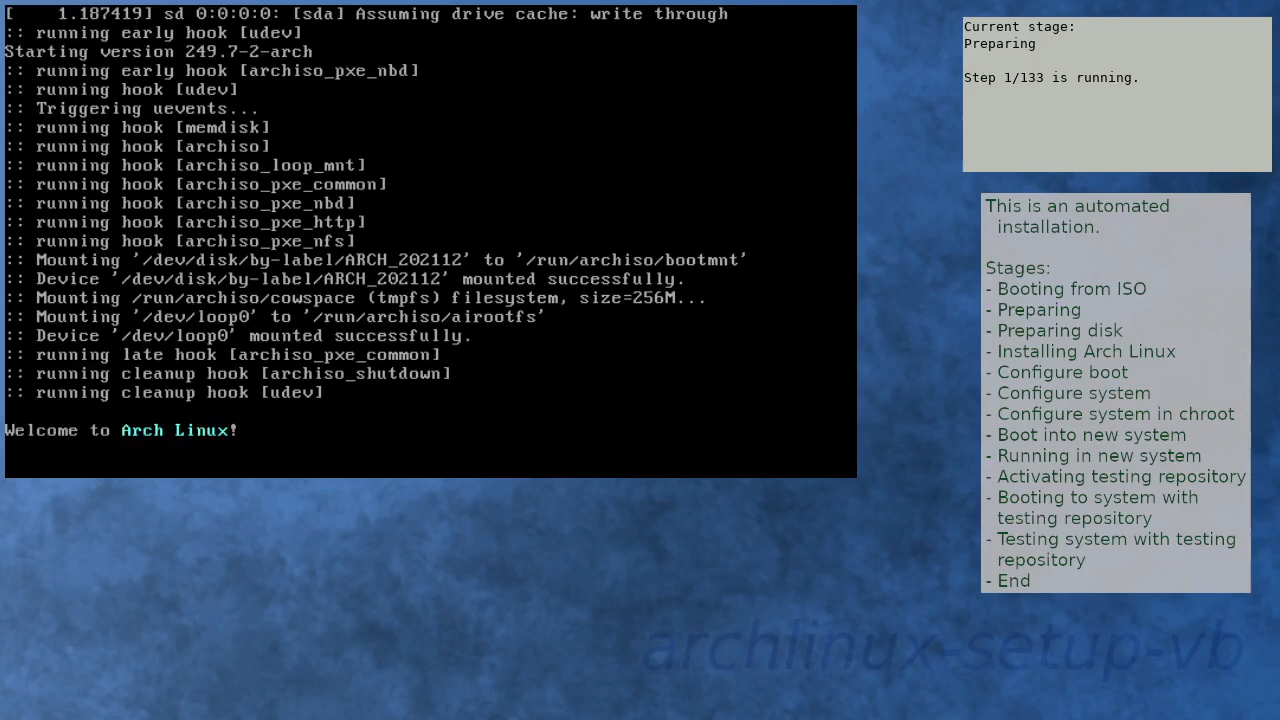 [    1.187419] sd 0:0:0:0: [sda] Assuming drive cache: write through
:: running early hook [udev]
Starting version 249.7-2-arch
:: running early hook [archiso_pxe_nbd]
:: running hook [udev]
:: Triggering uevents...
:: running hook [memdisk]
:: running hook [archiso]
:: running hook [archiso_loop_mnt]
:: running hook [archiso_pxe_common]
:: running hook [archiso_pxe_nbd]
:: running hook [archiso_pxe_http]
:: running hook [archiso_pxe_nfs]
:: Mounting '/dev/disk/by-label/ARCH_202112' to '/run/archiso/bootmnt'
:: Device '/dev/disk/by-label/ARCH_202112' mounted successfully.
:: Mounting /run/archiso/cowspace (tmpfs) filesystem, size=256M...
:: Mounting '/dev/loop0' to '/run/archiso/airootfs'
:: Device '/dev/loop0' mounted successfully.
:: running late hook [archiso_pxe_common]
:: running cleanup hook [archiso_shutdown]
:: running cleanup hook [udev]
Welcome to Arch Linux!
Current stage:
Preparing
Step 1/133 is running.
This is an automated
installation.
Stages:
- Booting from ISO
- Preparing
- Preparing disk
- Installing Arch Linux
- Configure boot
- Configure system
- Configure system in chroot
- Boot into new system
- Running in new system
- Activating testing repository
- Booting to system with
testing repository
- Testing system with testing
repository
- End
archlinux-setup-vb